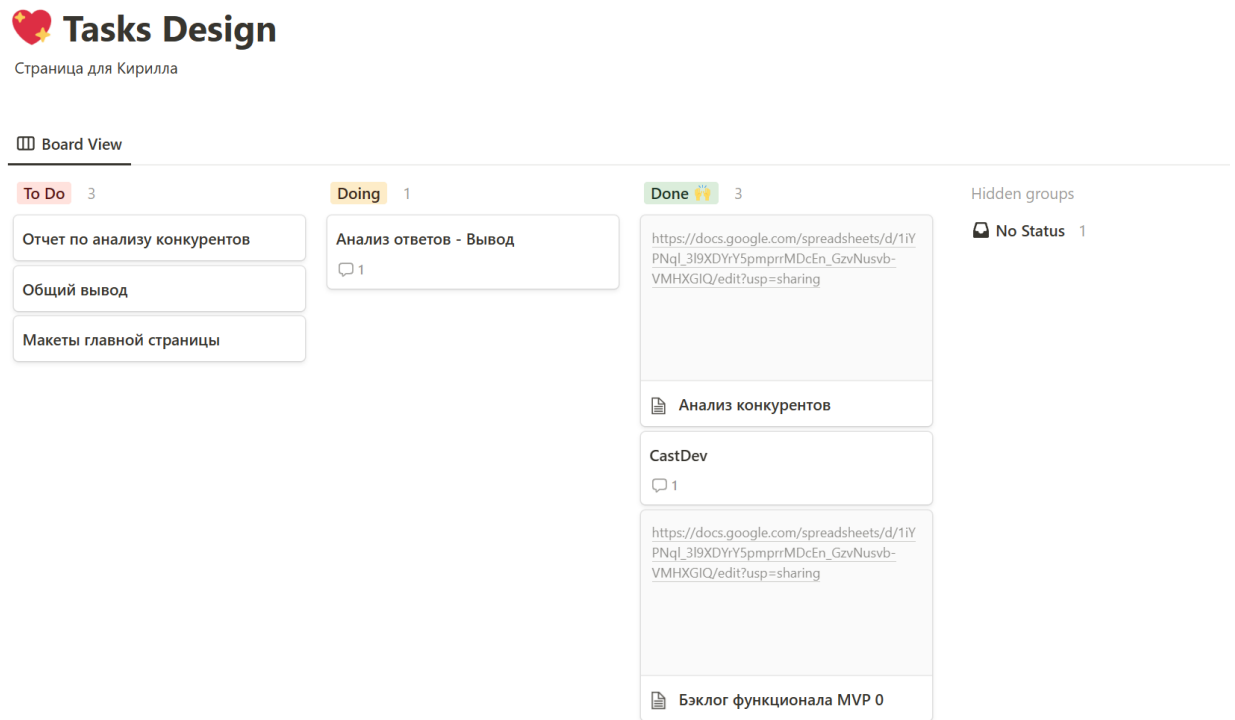 Tasks Design
Страница для Кирилла
Board View
To Do 3
Отчет по анализу конкурентов
Общий вывод
Макеты главной страницы
Doing 1
Анализ ответов - Вывод
1
Done 🙌 3
https://docs.google.com/spreadsheets/d/1iY
PNql_3l9XDYrY5pmprrMDcEn_GzvNusvb-
VMHXGIQ/edit?usp=sharing
Анализ конкурентов
CastDev
1
https://docs.google.com/spreadsheets/d/1iY
PNql_3l9XDYrY5pmprrMDcEn_GzvNusvb-
VMHXGIQ/edit?usp=sharing
Бэклог функционала MVP 0
Hidden groups
No Status 1